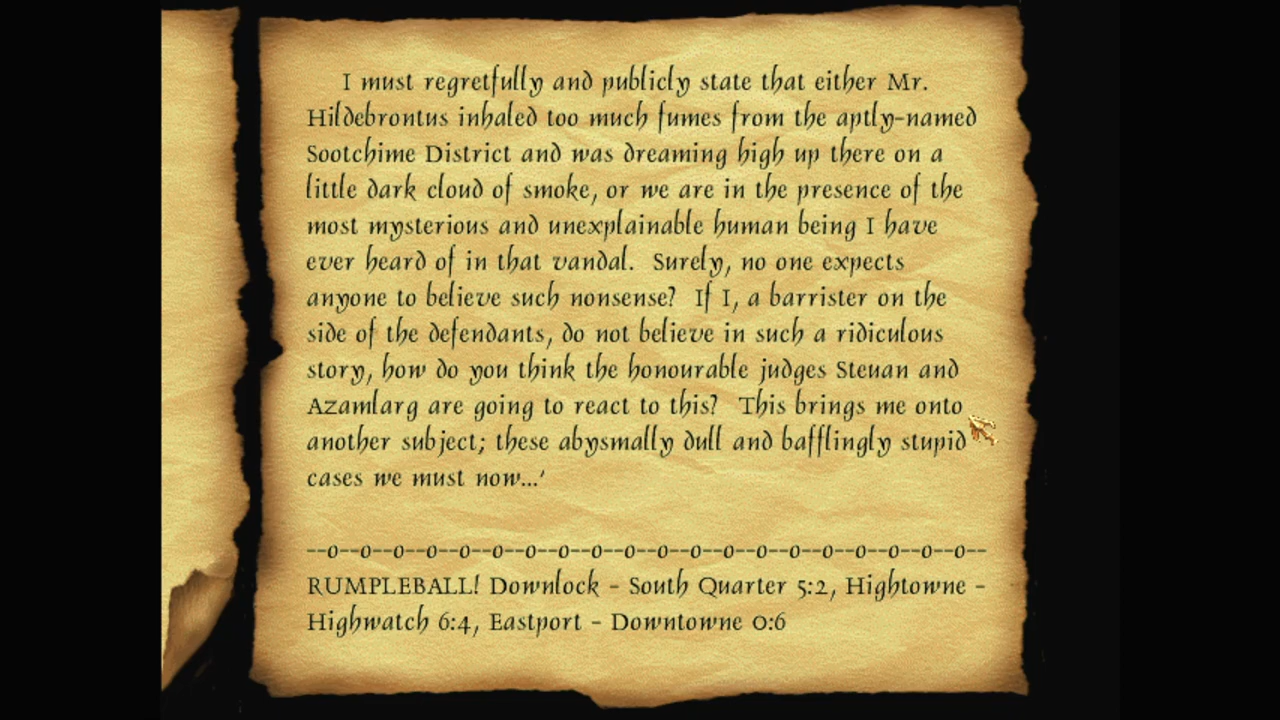 I must regretfully and publicly state that either Mr.
Hildebrontus inhaled too much fumes from the aptly-named
Sootchime District and was dreaming high up there on a
little dark cloud of smoke, or we are in the presence of the
most mysterious and unexplainable human being I have
ever heard of in that vandal.  Surely, no one expects
anyone to believe such nonsense?  If I, a barrister on the
side of the defendants, do not believe in such a ridiculous
story, how do you think the honourable judges Steuan and
Azamlarg are going to react to this?  This brings me onto
another subject; these abysmally dull and bafflingly stupid
cases we must now...'
--o--o--o--o--o--o--o--o--o--o--o--o--o--o--o--o--o--o--o--o--
RUMPLEBALL! Downlock - South Quarter 5:2, Hightowne -
Highwatch 6:4, Eastport - Downtowne 0:6